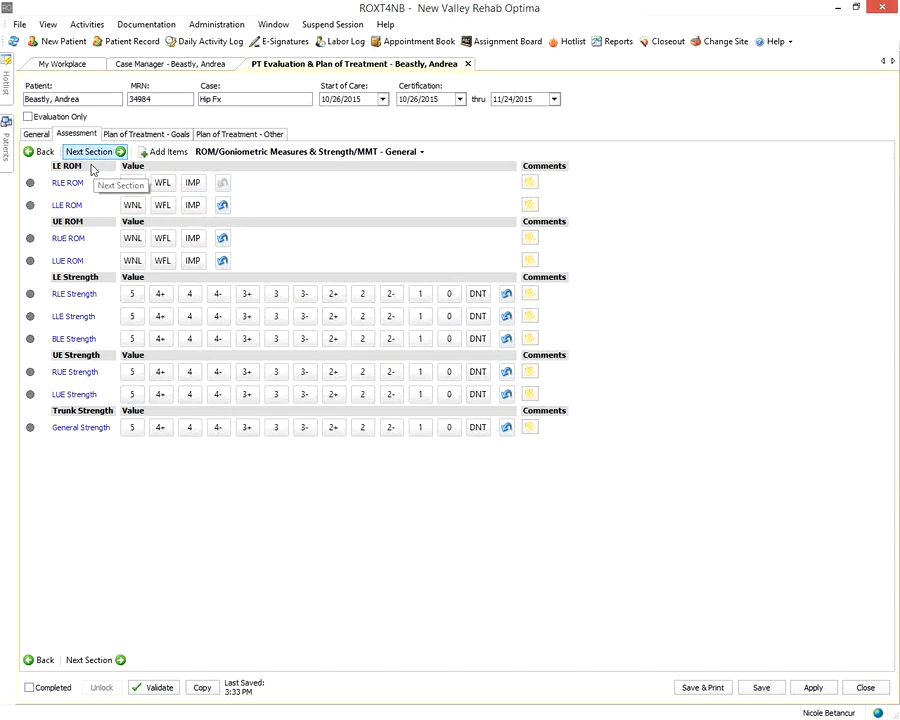 ROXT4NB - New Valley Rehab Optima
File View Activities Documentation Administration Window Suspend Session Help
New Patient Patient Record Daily Activity Log E-Signatures Labor Log Appointment Book Assignment Board Hotlist Reports Closeout Change Site Help
My Workplace Case Manager - Beastly, Andrea PT Evaluation & Plan of Treatment - Beastly, Andrea
Hotlist
Patients
Patient: MRN: Case: Start of Care: Certification:
Beastly, Andrea 34984 Hip Fx 10/26/2015 10/26/2015 thru 11/24/2015
Evaluation Only
General Assessment Plan of Treatment - Goals Plan of Treatment - Other
Back Next Section Add Items ROM/Goniometric Measures & Strength/MMT - General
LE ROM Value Comments
Next Section
RLE ROM WFL IMP
LLE ROM WNL WFL IMP
UE ROM Value Comments
RUE ROM WNL WFL IMP
LUE ROM WNL WFL IMP
LE Strength Value Comments
RLE Strength 5 4+ 4 4- 3+ 3 3- 2+ 2 2- 1 0 DNT
LLE Strength 5 4+ 4 4- 3+ 3 3- 2+ 2 2- 1 0 DNT
BLE Strength 5 4+ 4 4- 3+ 3 3- 2+ 2 2- 1 0 DNT
UE Strength Value Comments
RUE Strength 5 4+ 4 4- 3+ 3 3- 2+ 2 2- 1 0 DNT
LUE Strength 5 4+ 4 4- 3+ 3 3- 2+ 2 2- 1 0 DNT
Trunk Strength Value Comments
General Strength 5 4+ 4 4- 3+ 3 3- 2+ 2 2- 1 0 DNT
Back Next Section
Completed Unlock Validate Copy Last Saved: 3:33 PM Save & Print Save Apply Close
Nicole Betancur